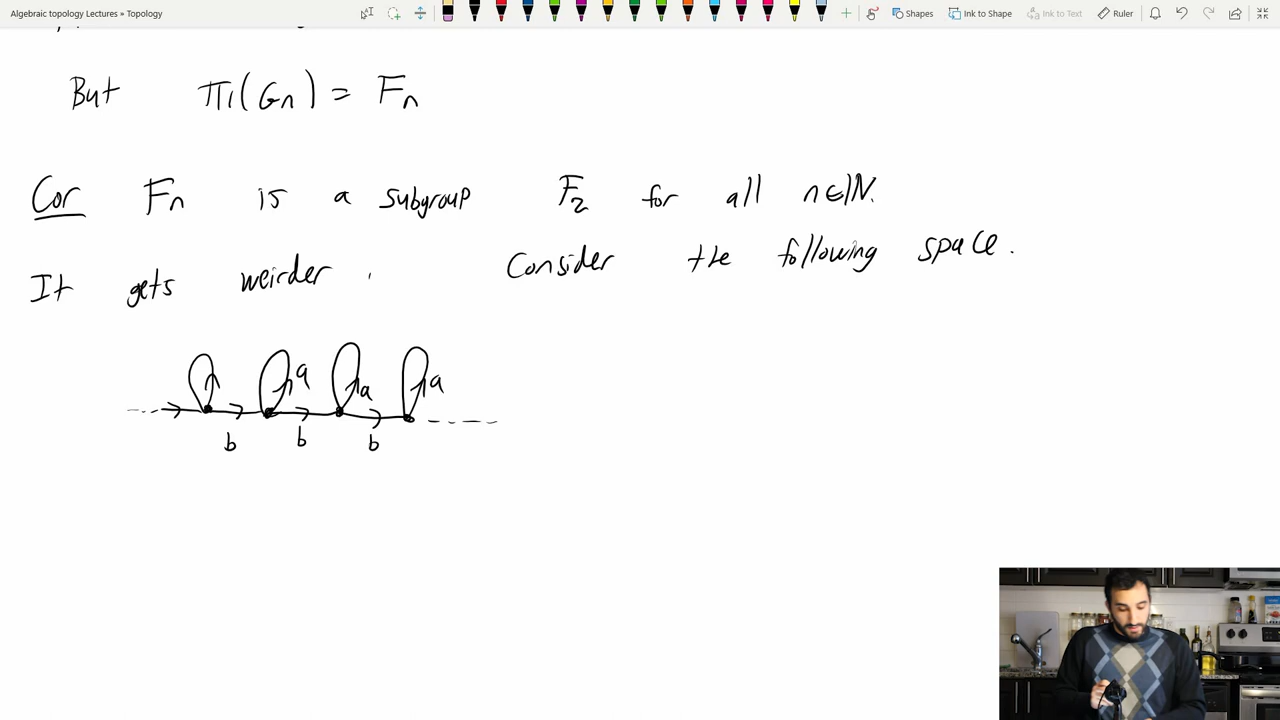 Algebraic topology Lectures » Topology
Shapes Ink to Shape Ink to Text Ruler
But π1(Gn) = Fn
Cor Fn is a subgroup F2 for all n∈ℕ.
It gets weirder. Consider the following space.
a a a
b b b